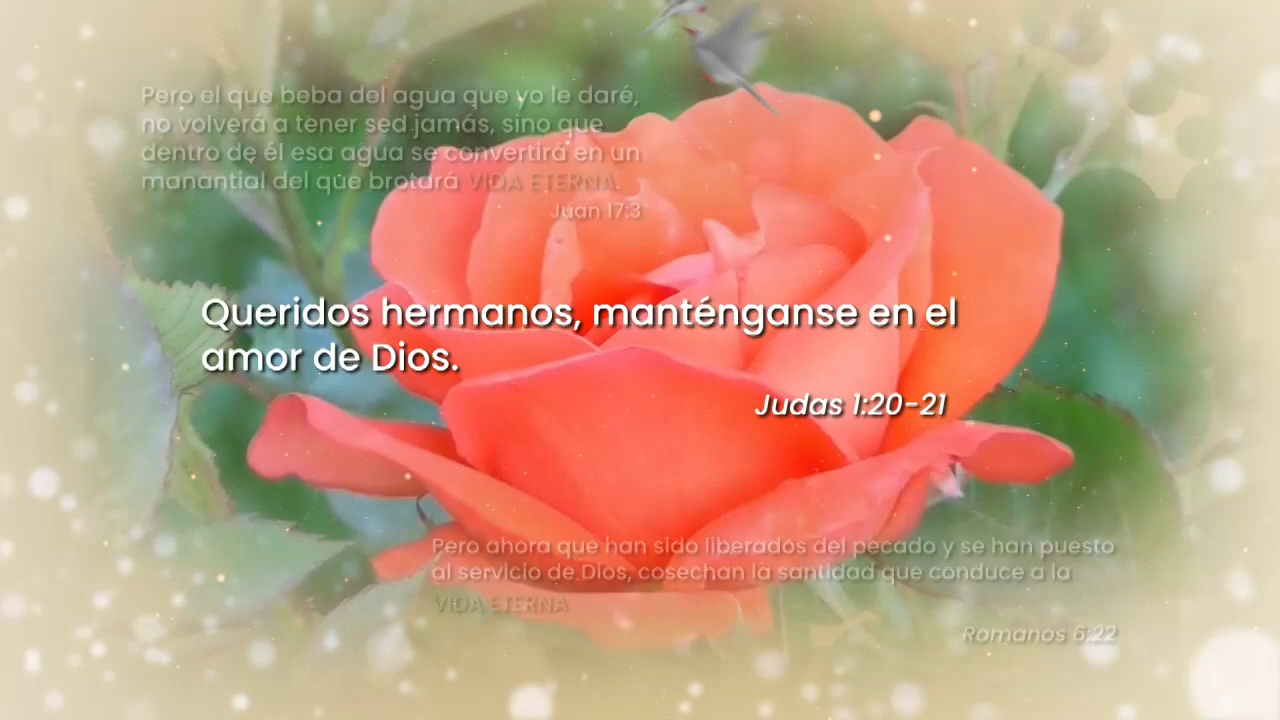 Pero el que beba del agua que yo le daré,
no volverá a tener sed jamás, sino que
dentro de él esa agua se convertirá en un
manantial del que brotará VIDA ETERNA.
Juan 17:3
Queridos hermanos, manténganse en el
amor de Dios.
Judas 1:20-21
Pero ahora que han sido liberados del pecado y se han puesto
al servicio de Dios, cosechan la santidad que conduce a la
VIDA ETERNA
Romanos 6:22